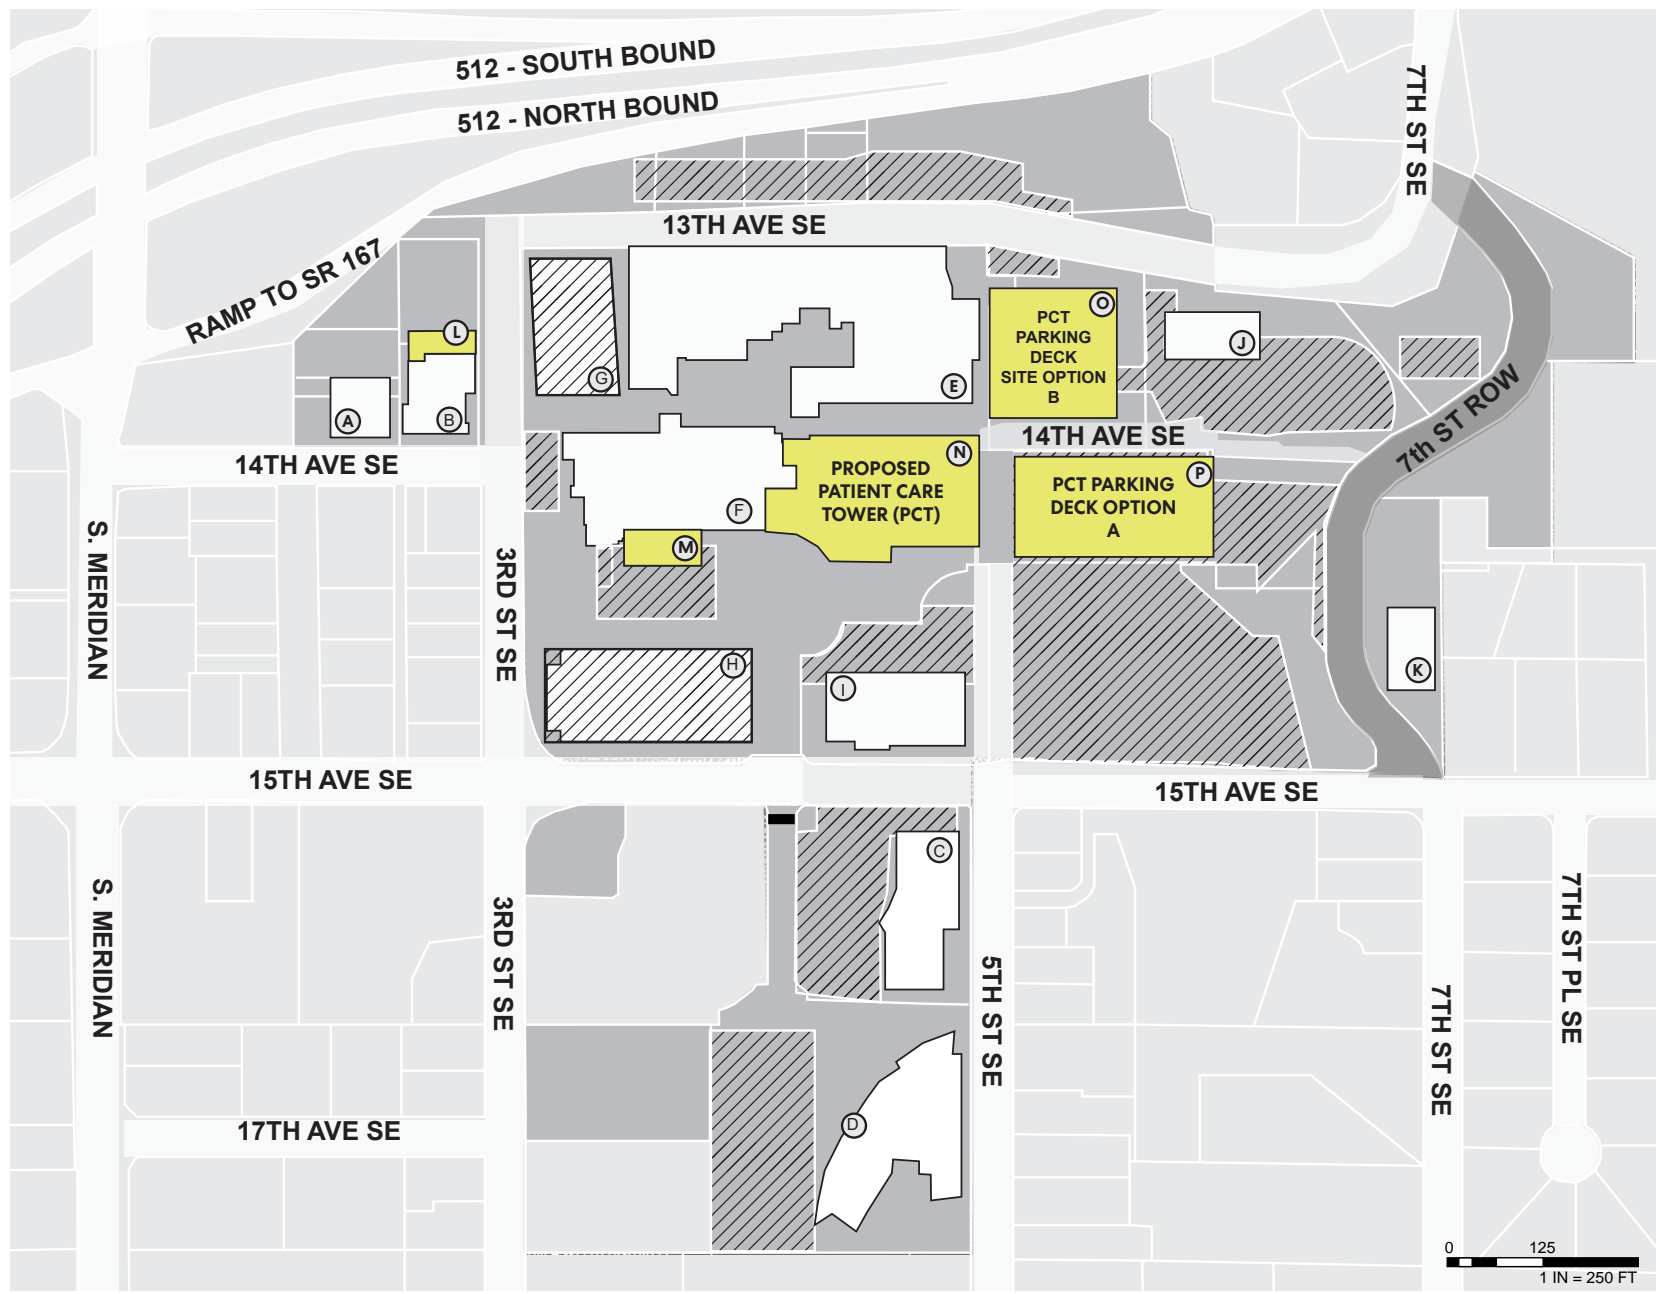 512 - SOUTH BOUND
512 - NORTH BOUND
7TH ST SE
13TH AVE SE
RAMP TO SR 167
L
A
B
G
E
O
PCT
PARKING
DECK
SITE OPTION
B
J
7th ST ROW
14TH AVE SE
14TH AVE SE
N
PROPOSED
PATIENT CARE
TOWER (PCT)
F
M
P
PCT PARKING
DECK OPTION
A
S. MERIDIAN
3RD ST SE
H
I
K
15TH AVE SE
15TH AVE SE
C
S. MERIDIAN
3RD ST SE
5TH ST SE
7TH ST SE
7TH ST PL SE
17TH AVE SE
D
0 125
1 IN = 250 FT